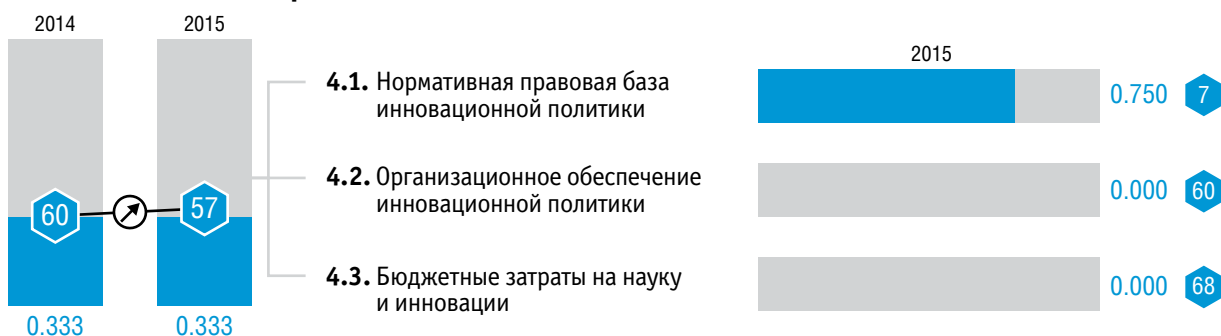 2014 2015
60 57
0.333 0.333
2015
4.1. Нормативная правовая база
инновационной политики
0.750 7
4.2. Организационное обеспечение
инновационной политики
0.000 60
4.3. Бюджетные затраты на науку
и инновации
0.000 68